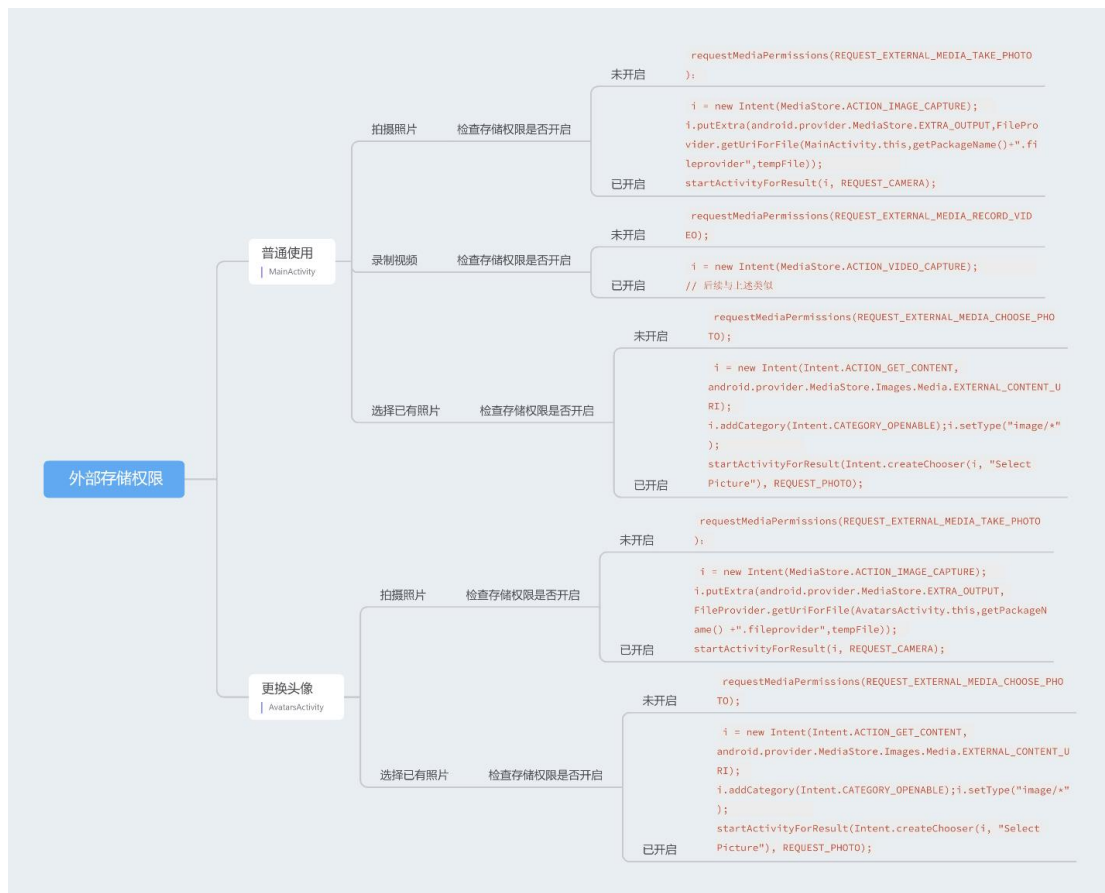 外部存储权限
普通使用
MainActivity
拍摄照片
检查存储权限是否开启
未开启
requestMediaPermissions(REQUEST_EXTERNAL_MEDIA_TAKE_PHOTO
);
已开启
i = new Intent(MediaStore.ACTION_IMAGE_CAPTURE);
i.putExtra(android.provider.MediaStore.EXTRA_OUTPUT,FilePro
vider.getUriForFile(MainActivity.this,getPackageName()+".fi
leprovider",tempFile));
startActivityForResult(i, REQUEST_CAMERA);
录制视频
检查存储权限是否开启
未开启
requestMediaPermissions(REQUEST_EXTERNAL_MEDIA_RECORD_VID
EO);
已开启
i = new Intent(MediaStore.ACTION_VIDEO_CAPTURE);
// 后续与上述类似
选择已有照片
检查存储权限是否开启
未开启
requestMediaPermissions(REQUEST_EXTERNAL_MEDIA_CHOOSE_PHO
TO);
已开启
i = new Intent(Intent.ACTION_GET_CONTENT,
android.provider.MediaStore.Images.Media.EXTERNAL_CONTENT_U
RI);
i.addCategory(Intent.CATEGORY_OPENABLE);i.setType("image/*"
);
startActivityForResult(Intent.createChooser(i, "Select
Picture"), REQUEST_PHOTO);
更换头像
AvatarsActivity
拍摄照片
检查存储权限是否开启
未开启
requestMediaPermissions(REQUEST_EXTERNAL_MEDIA_TAKE_PHOTO
);
已开启
i = new Intent(MediaStore.ACTION_IMAGE_CAPTURE);
i.putExtra(android.provider.MediaStore.EXTRA_OUTPUT,
FileProvider.getUriForFile(AvatarsActivity.this,getPackageN
ame() +".fileprovider",tempFile));
startActivityForResult(i, REQUEST_CAMERA);
选择已有照片
检查存储权限是否开启
未开启
requestMediaPermissions(REQUEST_EXTERNAL_MEDIA_CHOOSE_PHO
TO);
已开启
i = new Intent(Intent.ACTION_GET_CONTENT,
android.provider.MediaStore.Images.Media.EXTERNAL_CONTENT_U
RI);
i.addCategory(Intent.CATEGORY_OPENABLE);i.setType("image/*"
);
startActivityForResult(Intent.createChooser(i, "Select
Picture"), REQUEST_PHOTO);